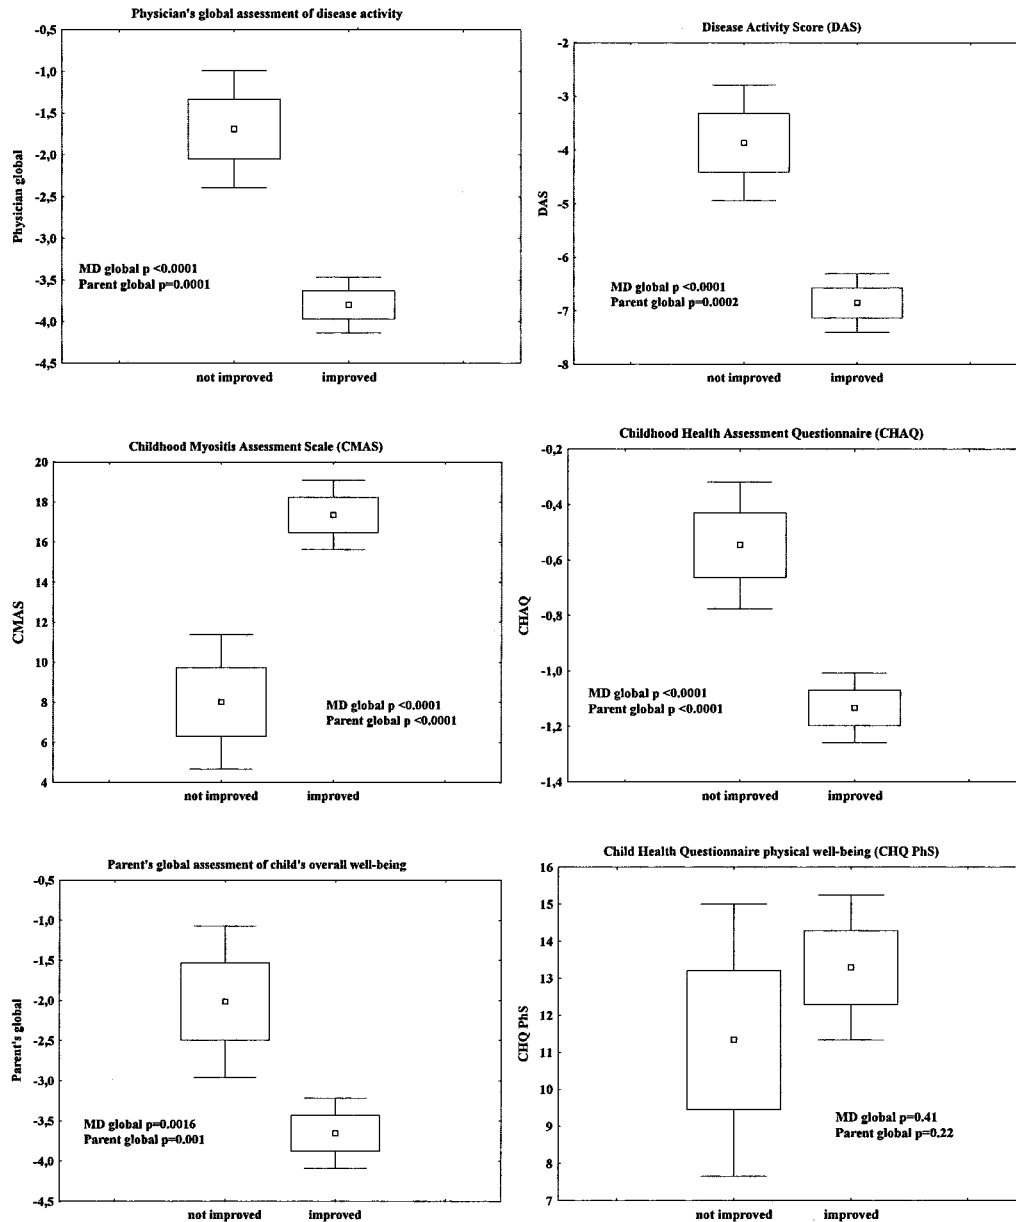 Physician's global assessment of disease activity
-0,5
-1,0
-1,5
-2,0
-2,5
-3,0
-3,5
-4,0
-4,5
Physician global
MD global p <0.0001
Parent global p=0.0001
not improved
improved
Disease Activity Score (DAS)
-2
-3
-4
-5
-6
-7
-8
DAS
MD global p <0.0001
Parent global p=0.0002
not improved
improved
Childhood Myositis Assessment Scale (CMAS)
20
18
16
14
12
10
8
6
4
CMAS
MD global p <0.0001
Parent global p <0.0001
not improved
improved
Childhood Health Assessment Questionnaire (CHAQ)
-0,2
-0,4
-0,6
-0,8
-1,0
-1,2
-1,4
CHAQ
MD global p <0.0001
Parent global p <0.0001
not improved
improved
Parent's global assessment of child's overall well-being
-0,5
-1,0
-1,5
-2,0
-2,5
-3,0
-3,5
-4,0
-4,5
Parent's global
MD global p=0.0016
Parent global p=0.001
not improved
improved
Child Health Questionnaire physical well-being (CHQ PhS)
16
15
14
13
12
11
10
9
8
7
CHQ PhS
MD global p=0.41
Parent global p=0.22
not improved
improved